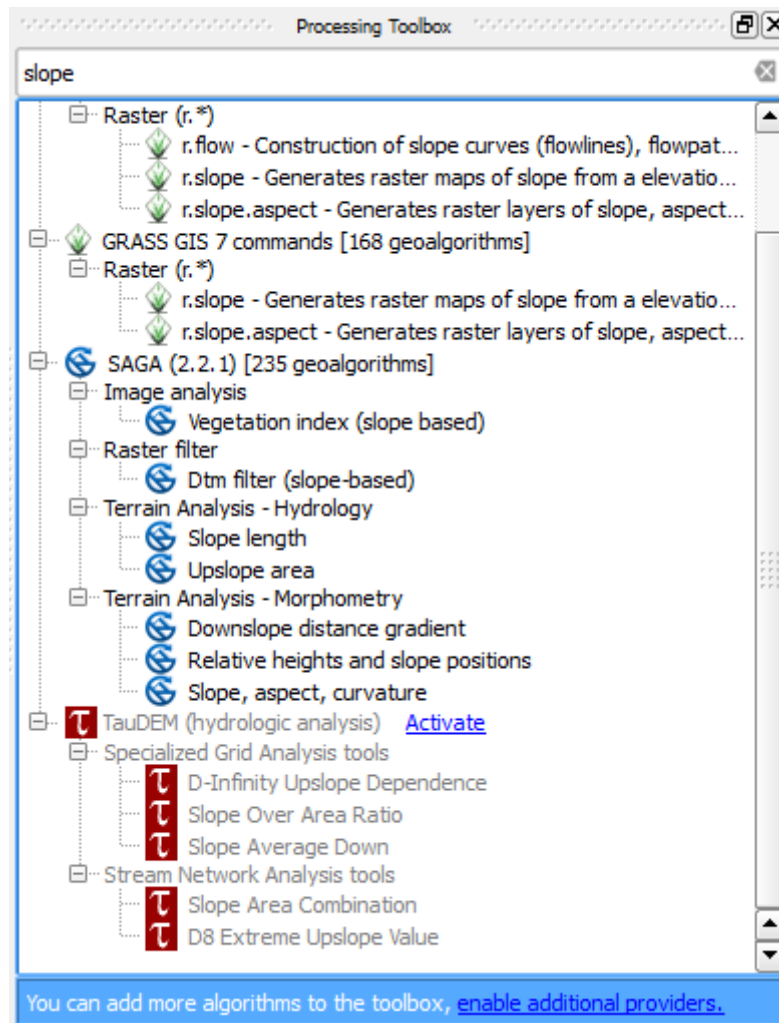 Processing Toolbox
slope
Raster (r.*)
r.flow - Construction of slope curves (flowlines), flowpat...
r.slope - Generates raster maps of slope from a elevatio...
r.slope.aspect - Generates raster layers of slope, aspect...
GRASS GIS 7 commands [168 geoalgorithms]
Raster (r.*)
r.slope - Generates raster maps of slope from a elevatio...
r.slope.aspect - Generates raster layers of slope, aspect...
SAGA (2.2.1) [235 geoalgorithms]
Image analysis
Vegetation index (slope based)
Raster filter
Dtm filter (slope-based)
Terrain Analysis - Hydrology
Slope length
Upslope area
Terrain Analysis - Morphometry
Downslope distance gradient
Relative heights and slope positions
Slope, aspect, curvature
TauDEM (hydrologic analysis) Activate
Specialized Grid Analysis tools
D-Infinity Upslope Dependence
Slope Over Area Ratio
Slope Average Down
Stream Network Analysis tools
Slope Area Combination
D8 Extreme Upslope Value
You can add more algorithms to the toolbox, enable additional providers.